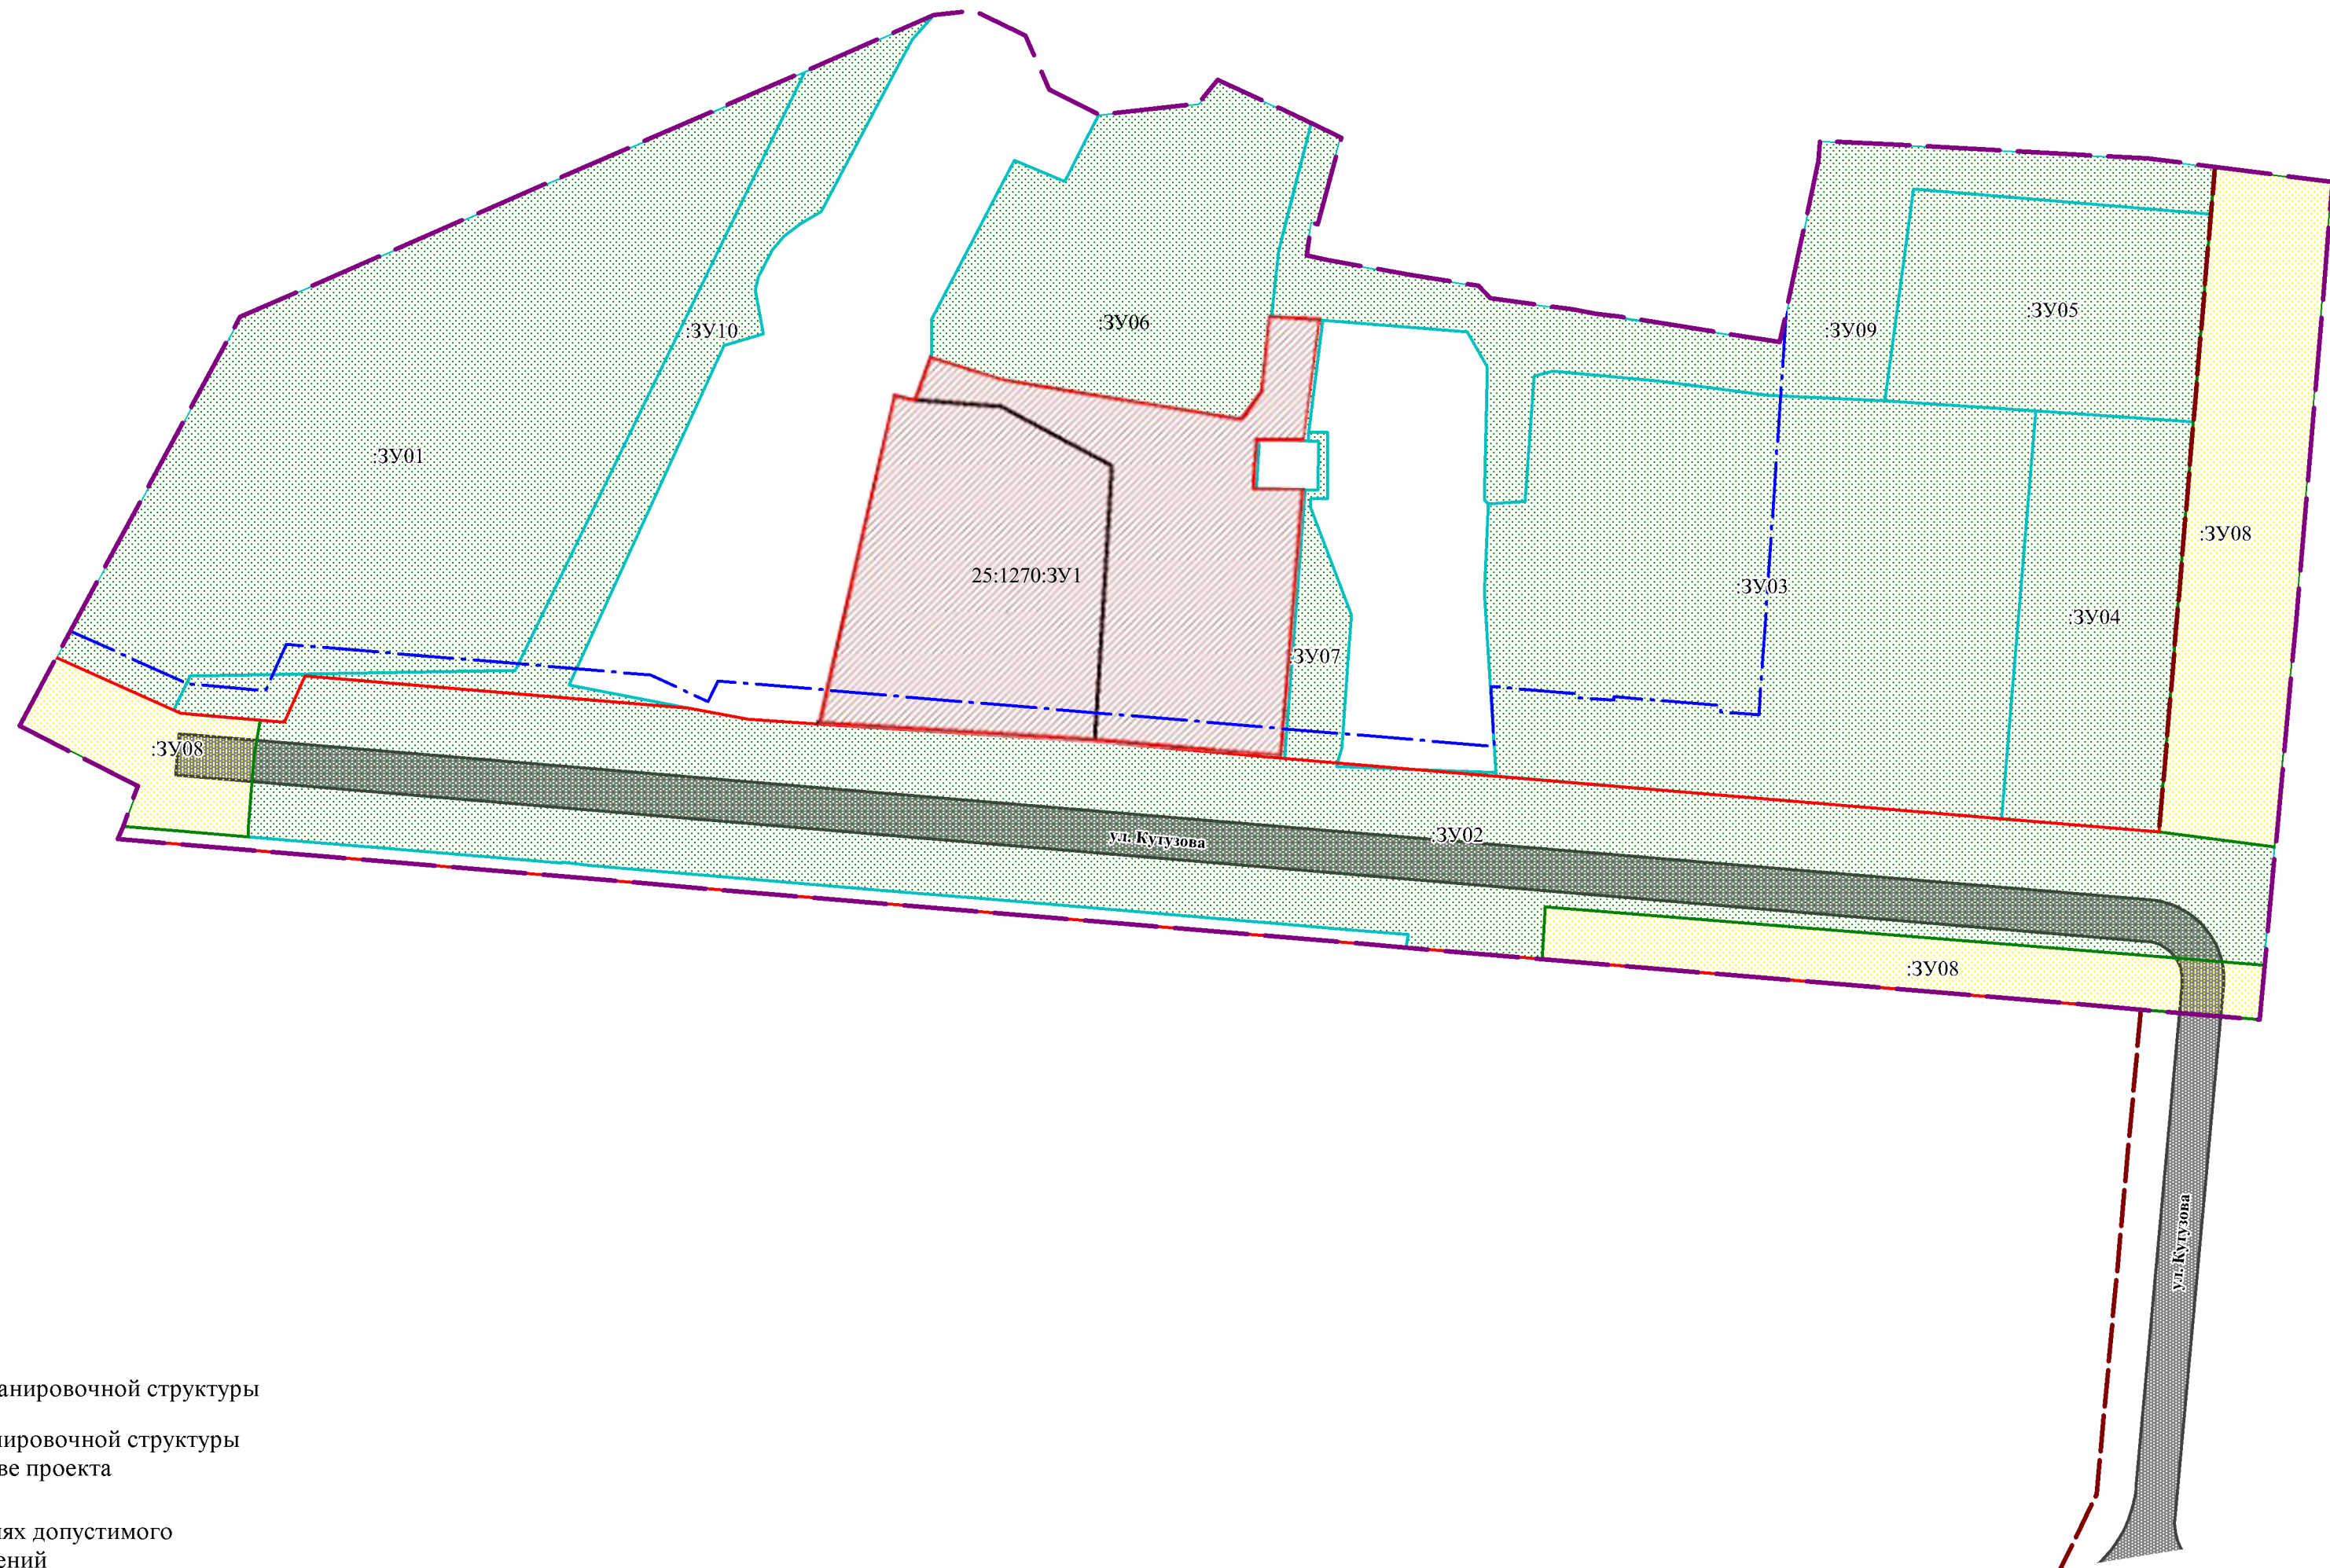 :ЗУ05
:ЗУ06
:ЗУ10
:ЗУ09
:ЗУ01
:ЗУ08
25:1270:ЗУ1
:ЗУ03
:ЗУ04
:ЗУ07
:ЗУ08
:ЗУ02
ул. Кутузова
:ЗУ08
ул. Кутузова
анировочной структуры
ировочной структуры
ве проекта
ях допустимого
ений